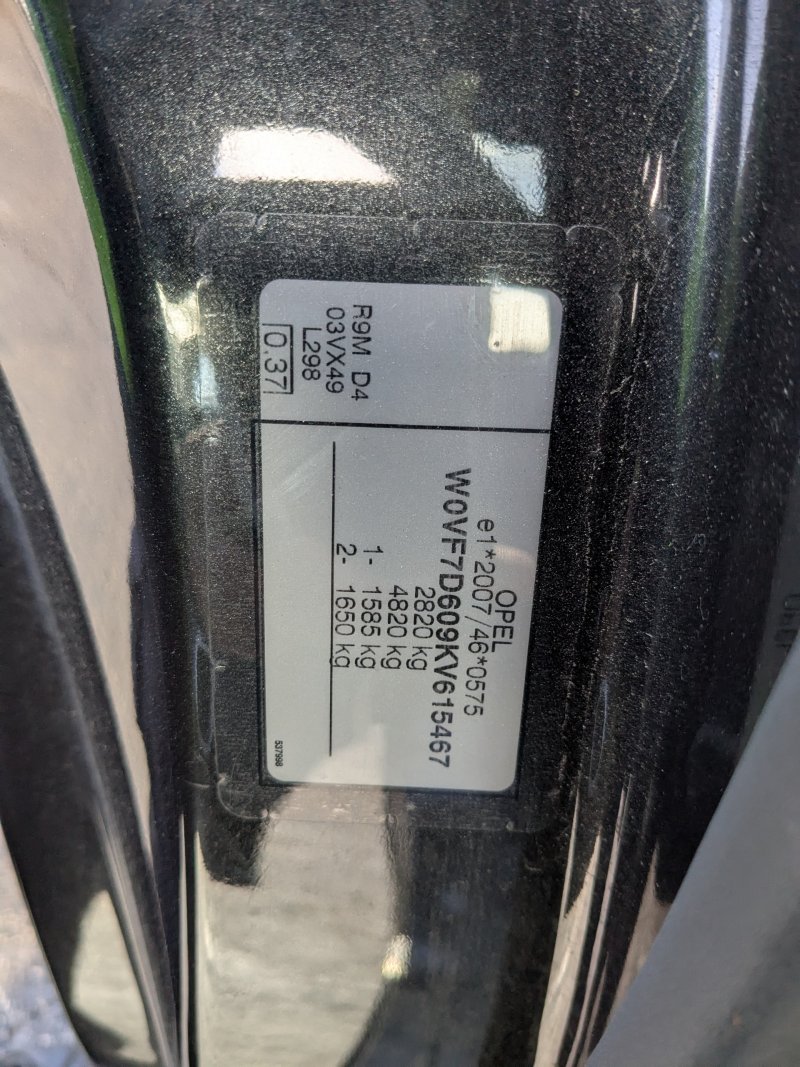 OPEL
e1*2007/46*0575
W0VF7D609KV615467
2820 kg
4820 kg
1- 1585 kg
2- 1650 kg
R9M D4
03VX49
L298
0.37
537998